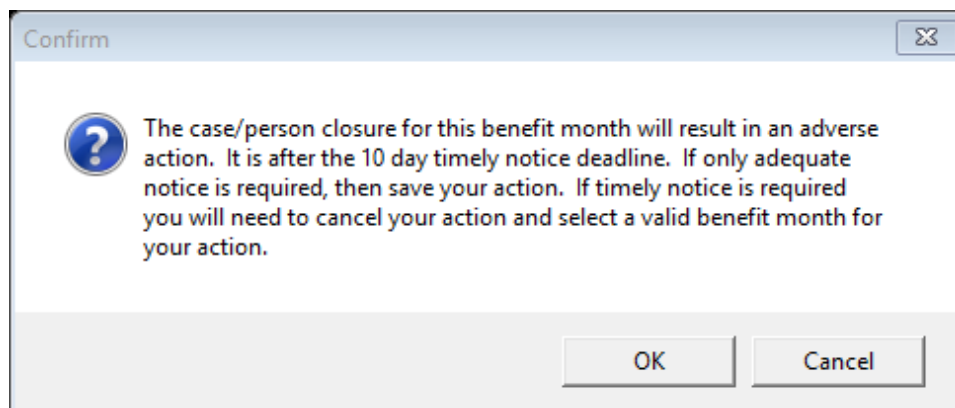 Confirm
The case/person closure for this benefit month will result in an adverse
action.  It is after the 10 day timely notice deadline.  If only adequate
notice is required, then save your action.  If timely notice is required
you will need to cancel your action and select a valid benefit month for
your action.
OK
Cancel